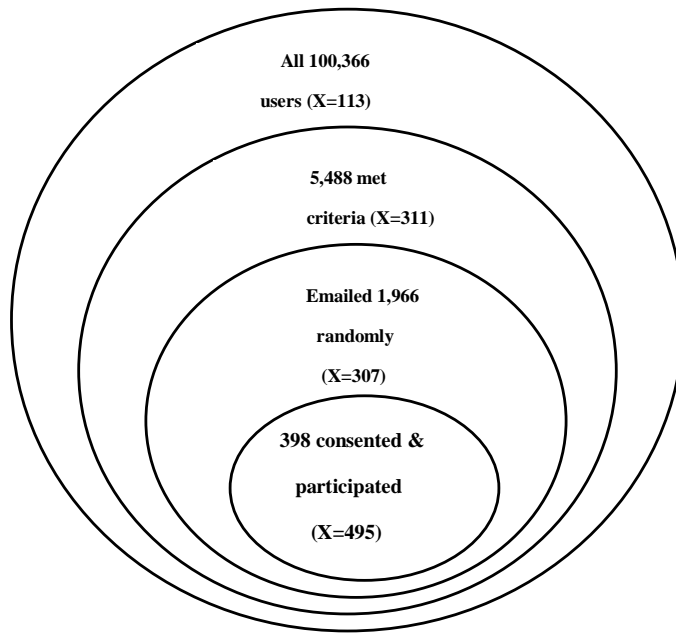 All 100,366
users (X=113)
5,488 met
criteria (X=311)
Emailed 1,966
randomly
(X=307)
398 consented &
participated
(X=495)